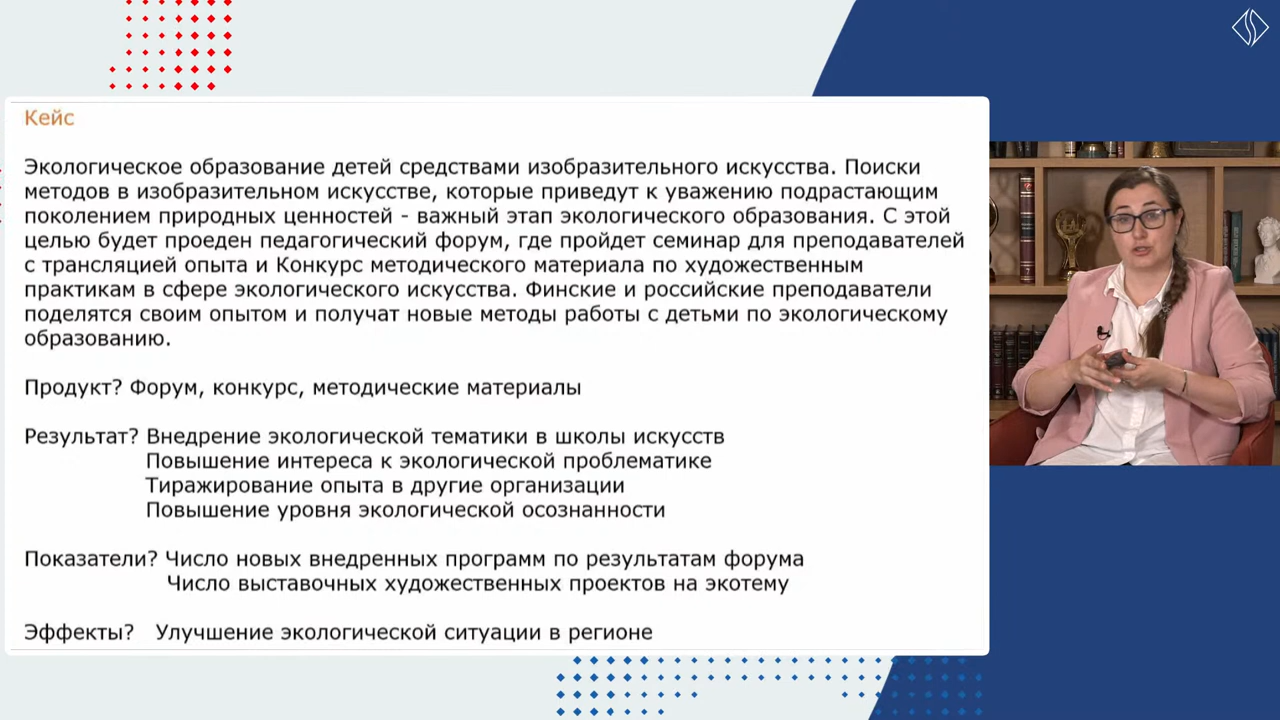 Кейс
Экологическое образование детей средствами изобразительного искусства. Поиски
методов в изобразительном искусстве, которые приведут к уважению подрастающим
поколением природных ценностей - важный этап экологического образования. С этой
целью будет проеден педагогический форум, где пройдет семинар для преподавателей
с трансляцией опыта и Конкурс методического материала по художественным
практикам в сфере экологического искусства. Финские и российские преподаватели
поделятся своим опытом и получат новые методы работы с детьми по экологическому
образованию.
Продукт? Форум, конкурс, методические материалы
Результат? Внедрение экологической тематики в школы искусств
Повышение интереса к экологической проблематике
Тиражирование опыта в другие организации
Повышение уровня экологической осознанности
Показатели? Число новых внедренных программ по результатам форума
Число выставочных художественных проектов на экотему
Эффекты? Улучшение экологической ситуации в регионе